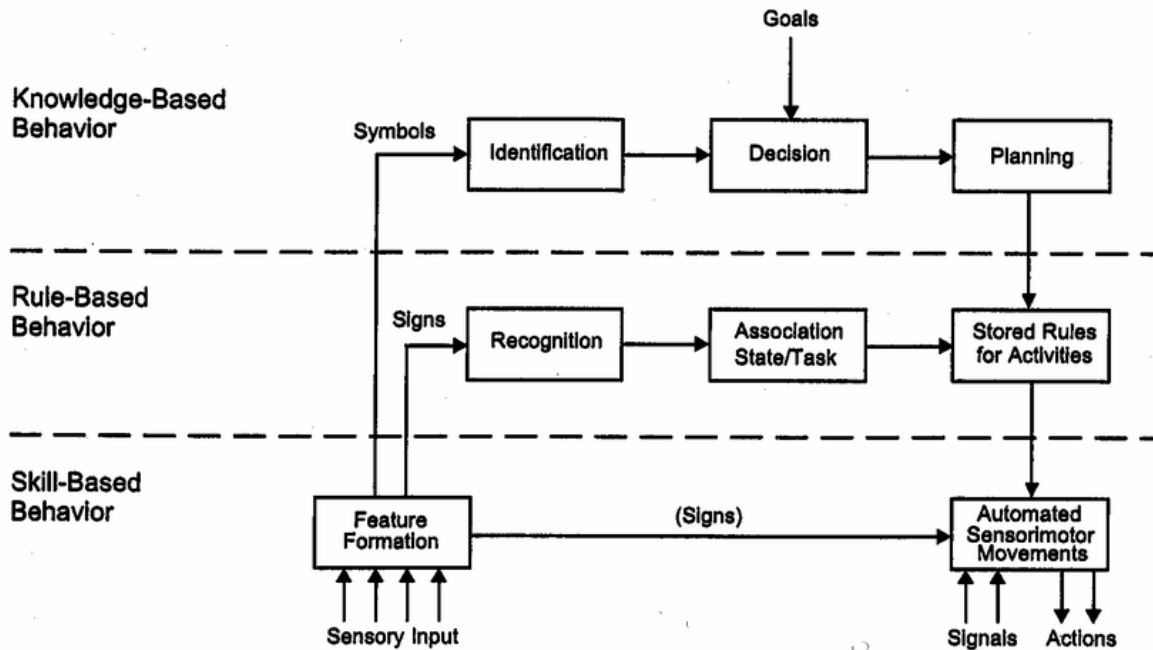 Goals
Knowledge-Based
Behavior
Symbols
Identification
Decision
Planning
Rule-Based
Behavior
Signs
Recognition
Association
State/Task
Stored Rules
for Activities
Skill-Based
Behavior
Feature
Formation
(Signs)
Automated
Sensorimotor
Movements
Sensory Input
Signals
Actions